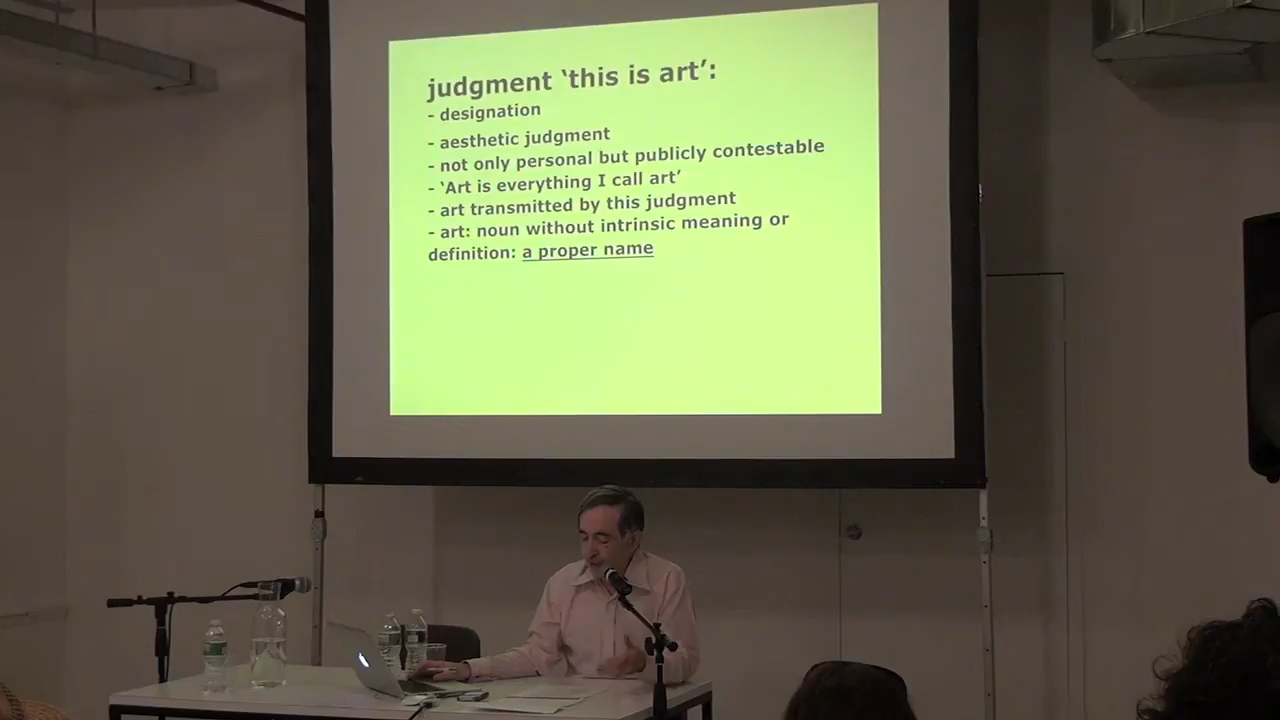 judgment ‘this is art’:
- designation
- aesthetic judgment
- not only personal but publicly contestable
- ‘Art is everything I call art’
- art transmitted by this judgment
- art: noun without intrinsic meaning or
definition: a proper name